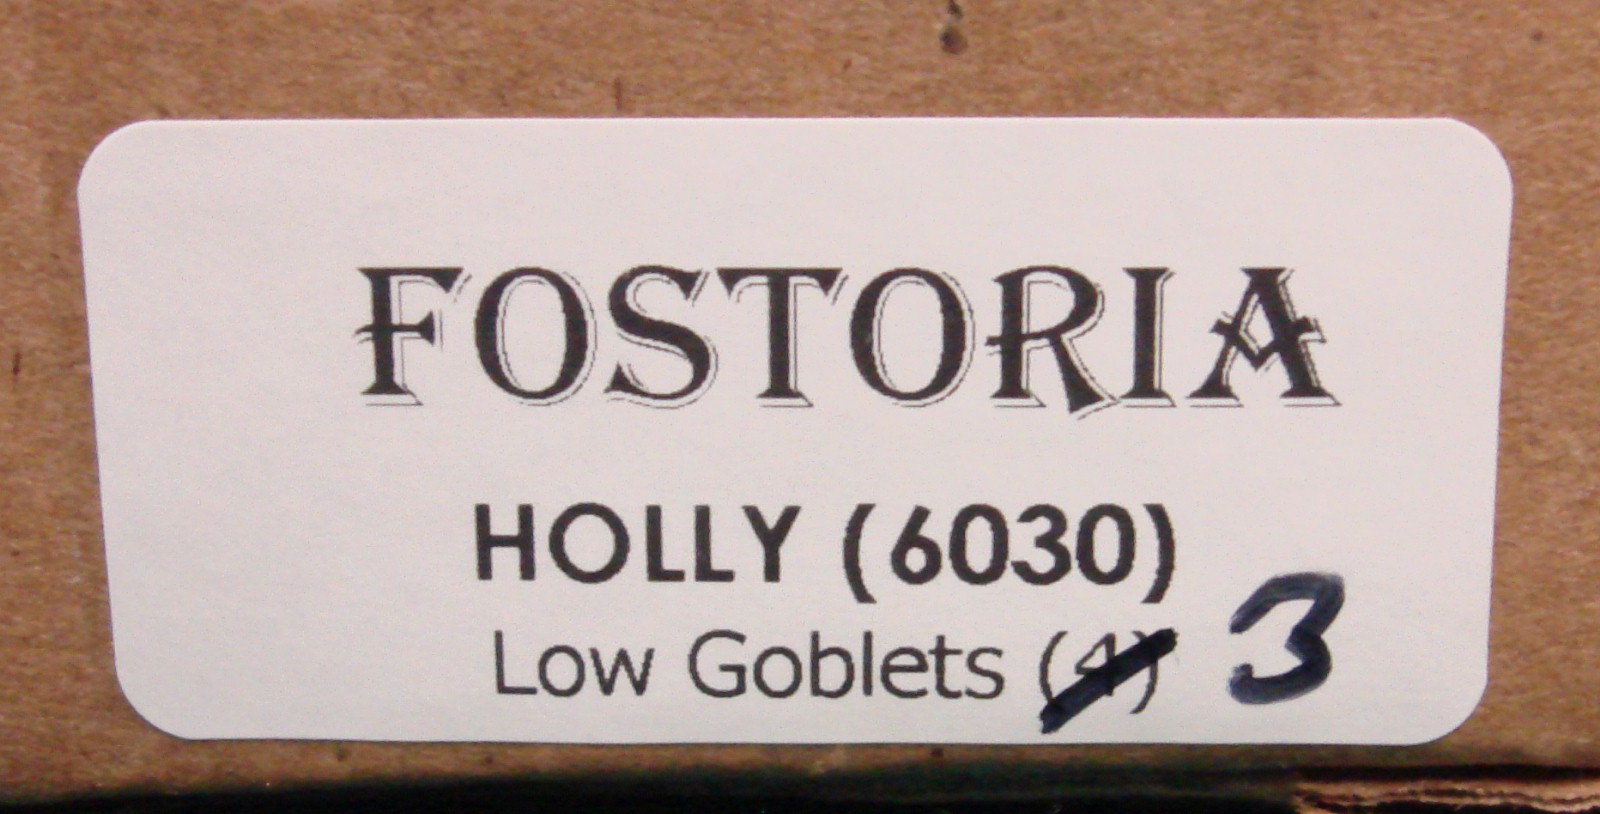 FOSTORIA
HOLLY (6030)
Low Goblets (4) 3